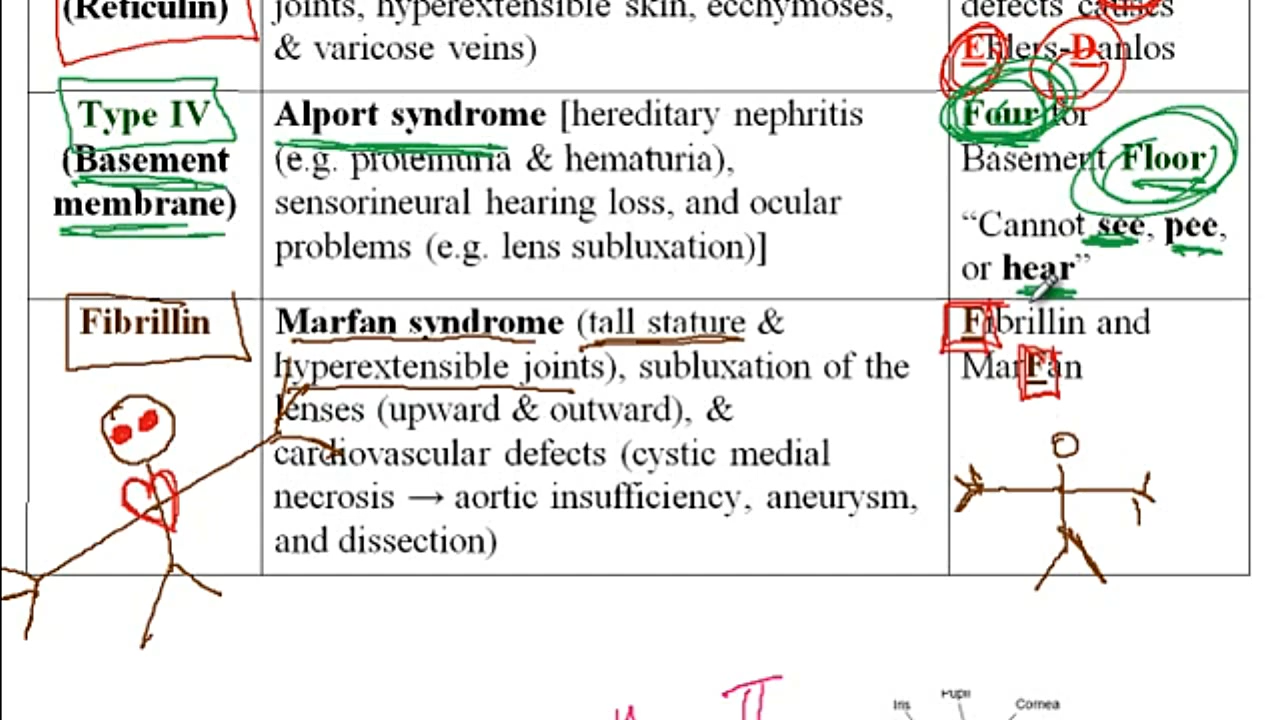 (Reticulin)
joints, hyperextensible skin, ecchymoses,
& varicose veins)
defects causes
Ehlers-Danlos
Type IV
(Basement
membrane)
Alport syndrome [hereditary nephritis
(e.g. proteinuria & hematuria),
sensorineural hearing loss, and ocular
problems (e.g. lens subluxation)]
Four for
Basement Floor
“Cannot see, pee,
or hear”
Fibrillin
Marfan syndrome (tall stature &
hyperextensible joints), subluxation of the
lenses (upward & outward), &
cardiovascular defects (cystic medial
necrosis → aortic insufficiency, aneurysm,
and dissection)
Fibrillin and
MarFan
II
Iris
Pupil
Cornea